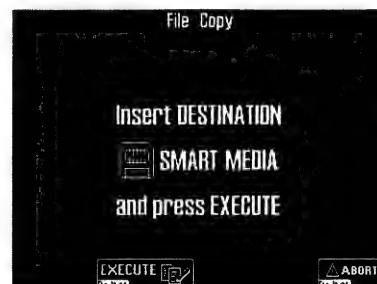 File Copy
Insert DESTINATION
SMART MEDIA
and press EXECUTE
EXECUTE
ABORT